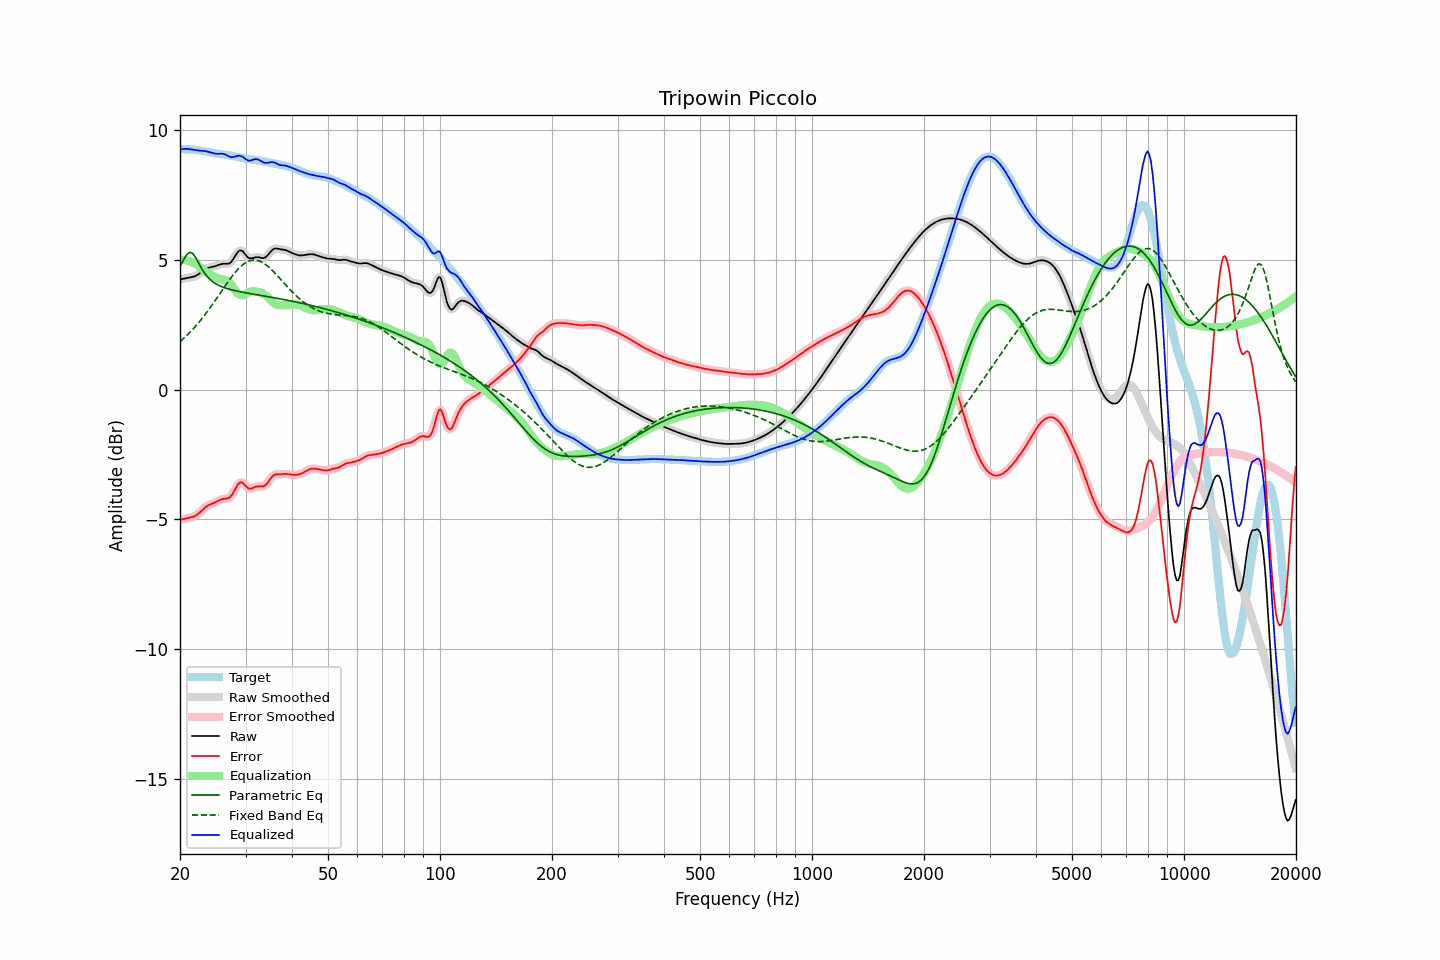 Tripowin Piccolo
Amplitude (dBr)
10
5
0
−5
−10
−15
Target
Raw Smoothed
Error Smoothed
Raw
Error
Equalization
Parametric Eq
Fixed Band Eq
Equalized
20
50
100
200
500
1000
2000
5000
10000
20000
Frequency (Hz)